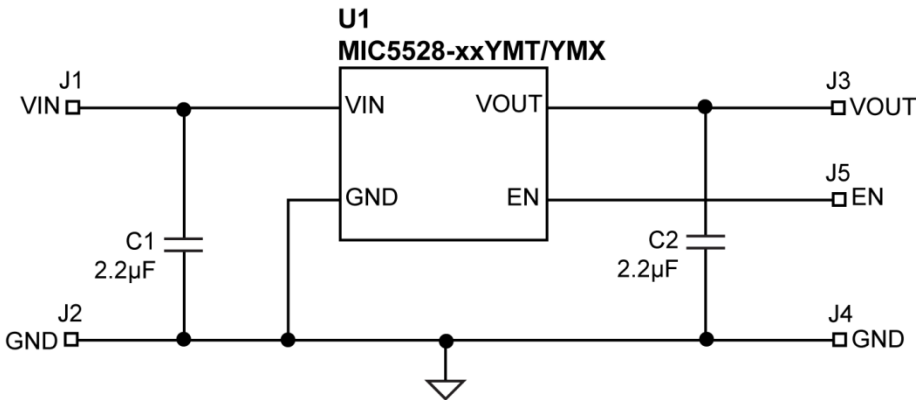 U1
MIC5528-xxYMT/YMX
J1
VIN
VIN
VOUT
J3
VOUT
GND
EN
J5
EN
C1
2.2µF
C2
2.2µF
J2
GND
J4
GND